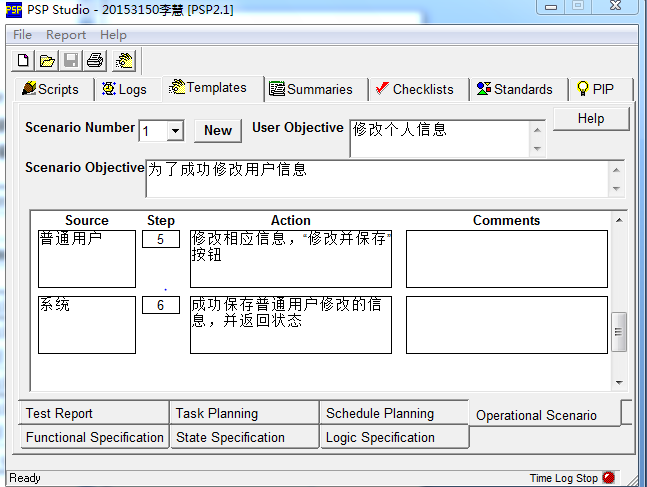 PSP Studio - 20153150李慧 [PSP2.1]
File Report Help
Scripts Logs Templates Summaries Checklists Standards PIP
Scenario Number 1 New User Objective 修改个人信息 Help
Scenario Objective 为了成功修改用户信息
Source Step Action Comments
普通用户 5 修改相应信息，“修改并保存”
按钮
系统 6 成功保存普通用户修改的信
息，并返回状态
Test Report Task Planning Schedule Planning Operational Scenario
Functional Specification State Specification Logic Specification
Ready Time Log Stop